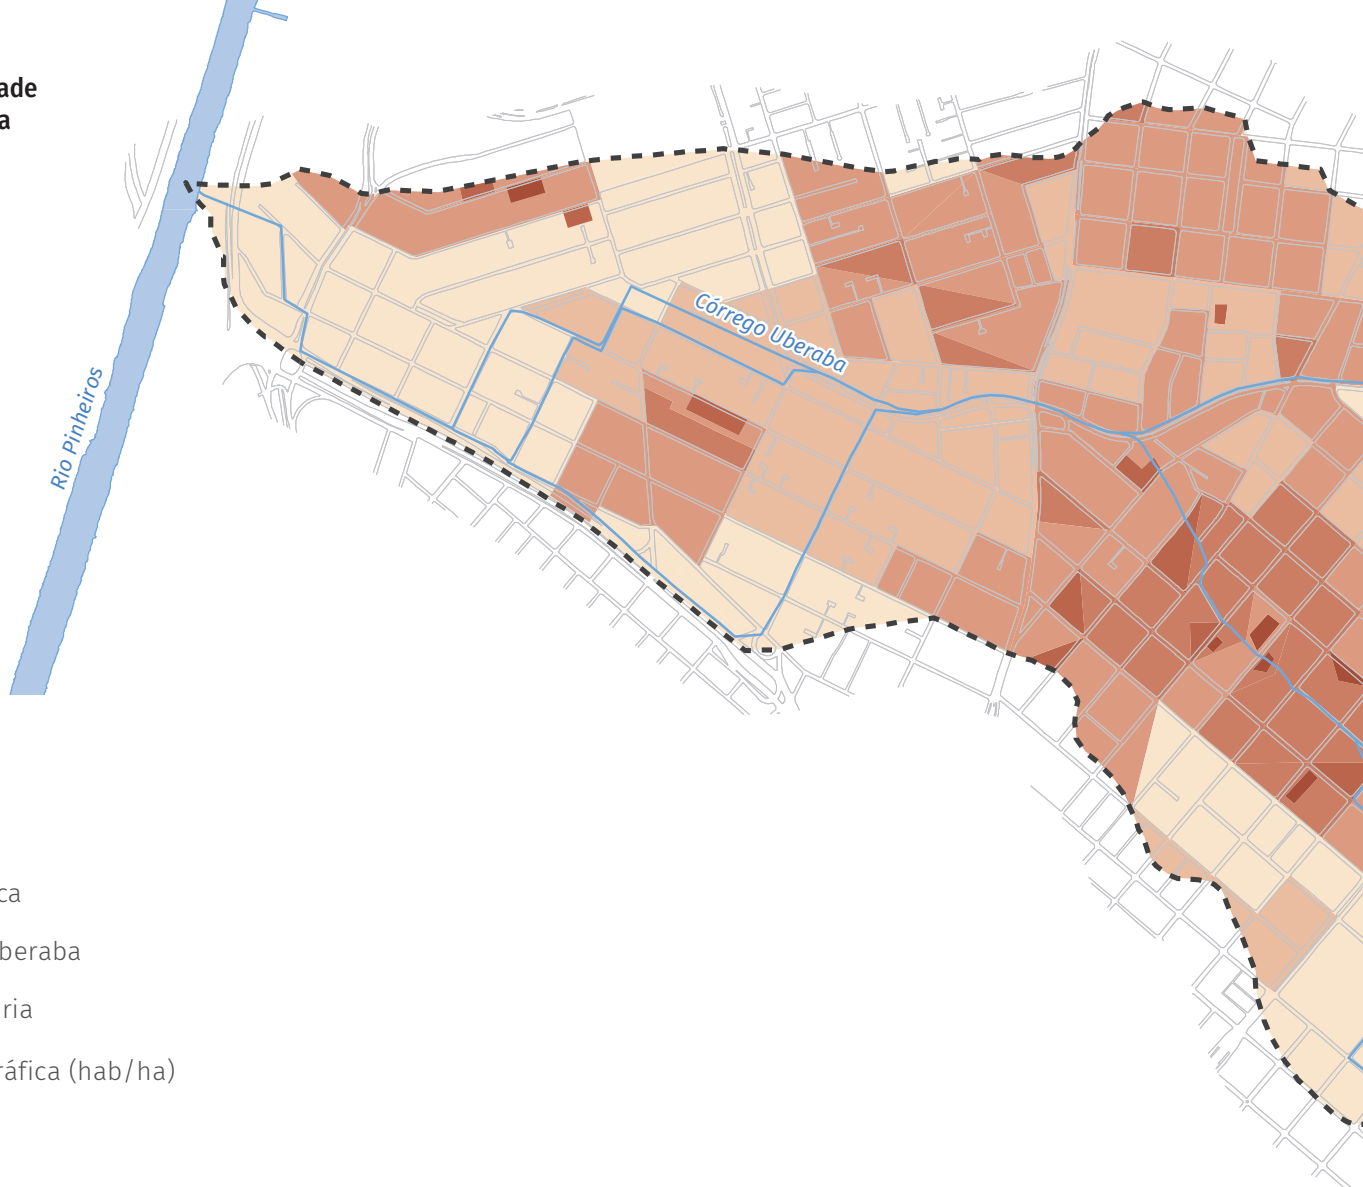 ade
a
Córrego Uberaba
Rio Pinheiros
ca
beraba
ria
ráfica (hab/ha)